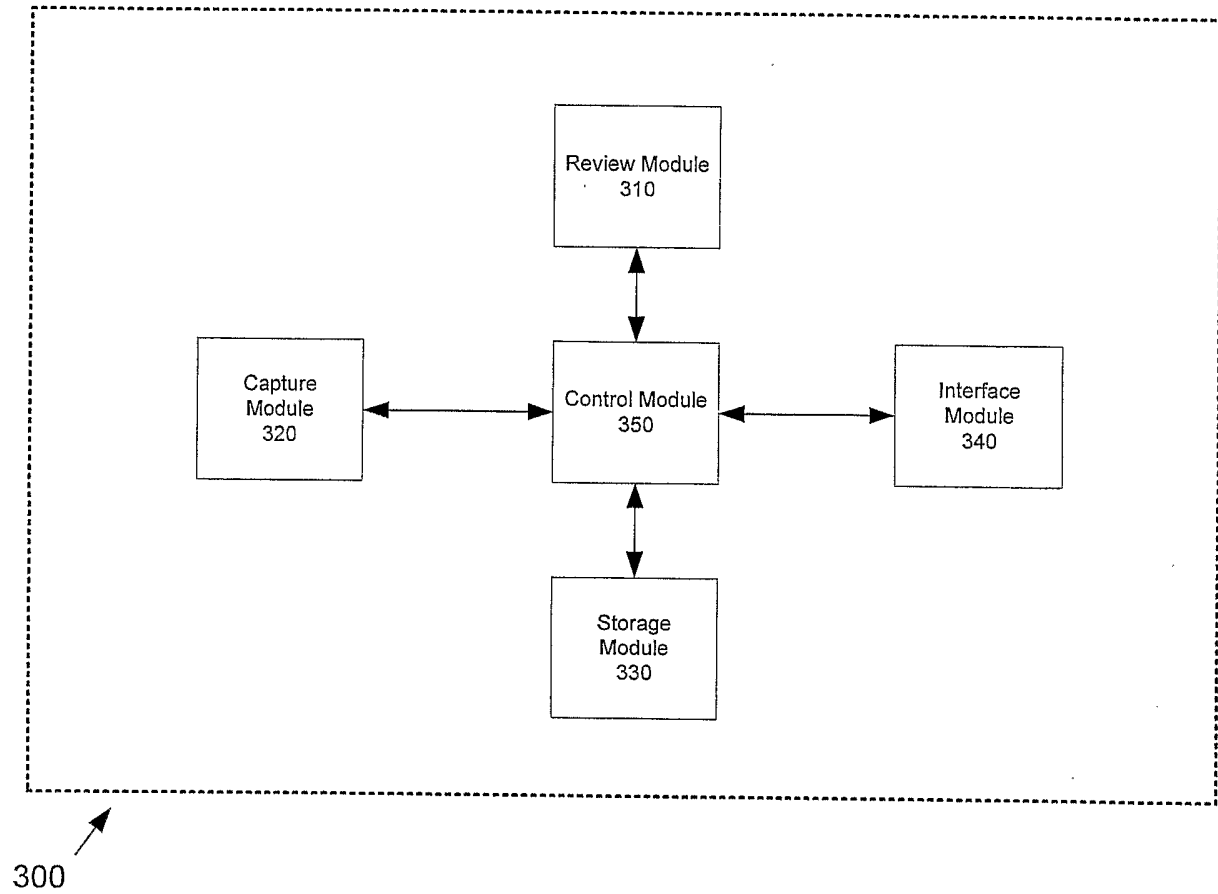 Review Module
310
Capture
Module
320
Control Module
350
Interface
Module
340
Storage
Module
330
300